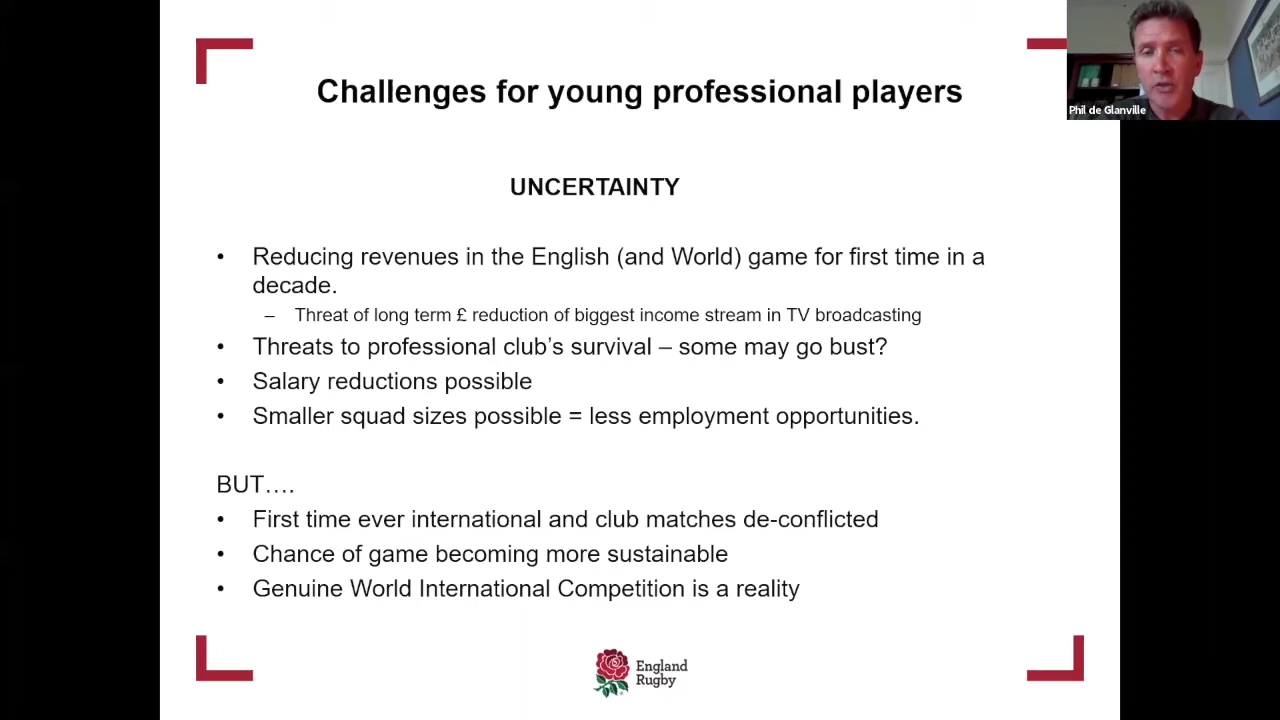 Challenges for young professional players
Phil de Glanville
UNCERTAINTY
• Reducing revenues in the English (and World) game for first time in a
decade.
– Threat of long term £ reduction of biggest income stream in TV broadcasting
• Threats to professional club’s survival – some may go bust?
• Salary reductions possible
• Smaller squad sizes possible = less employment opportunities.
BUT….
• First time ever international and club matches de-conflicted
• Chance of game becoming more sustainable
• Genuine World International Competition is a reality
England
Rugby